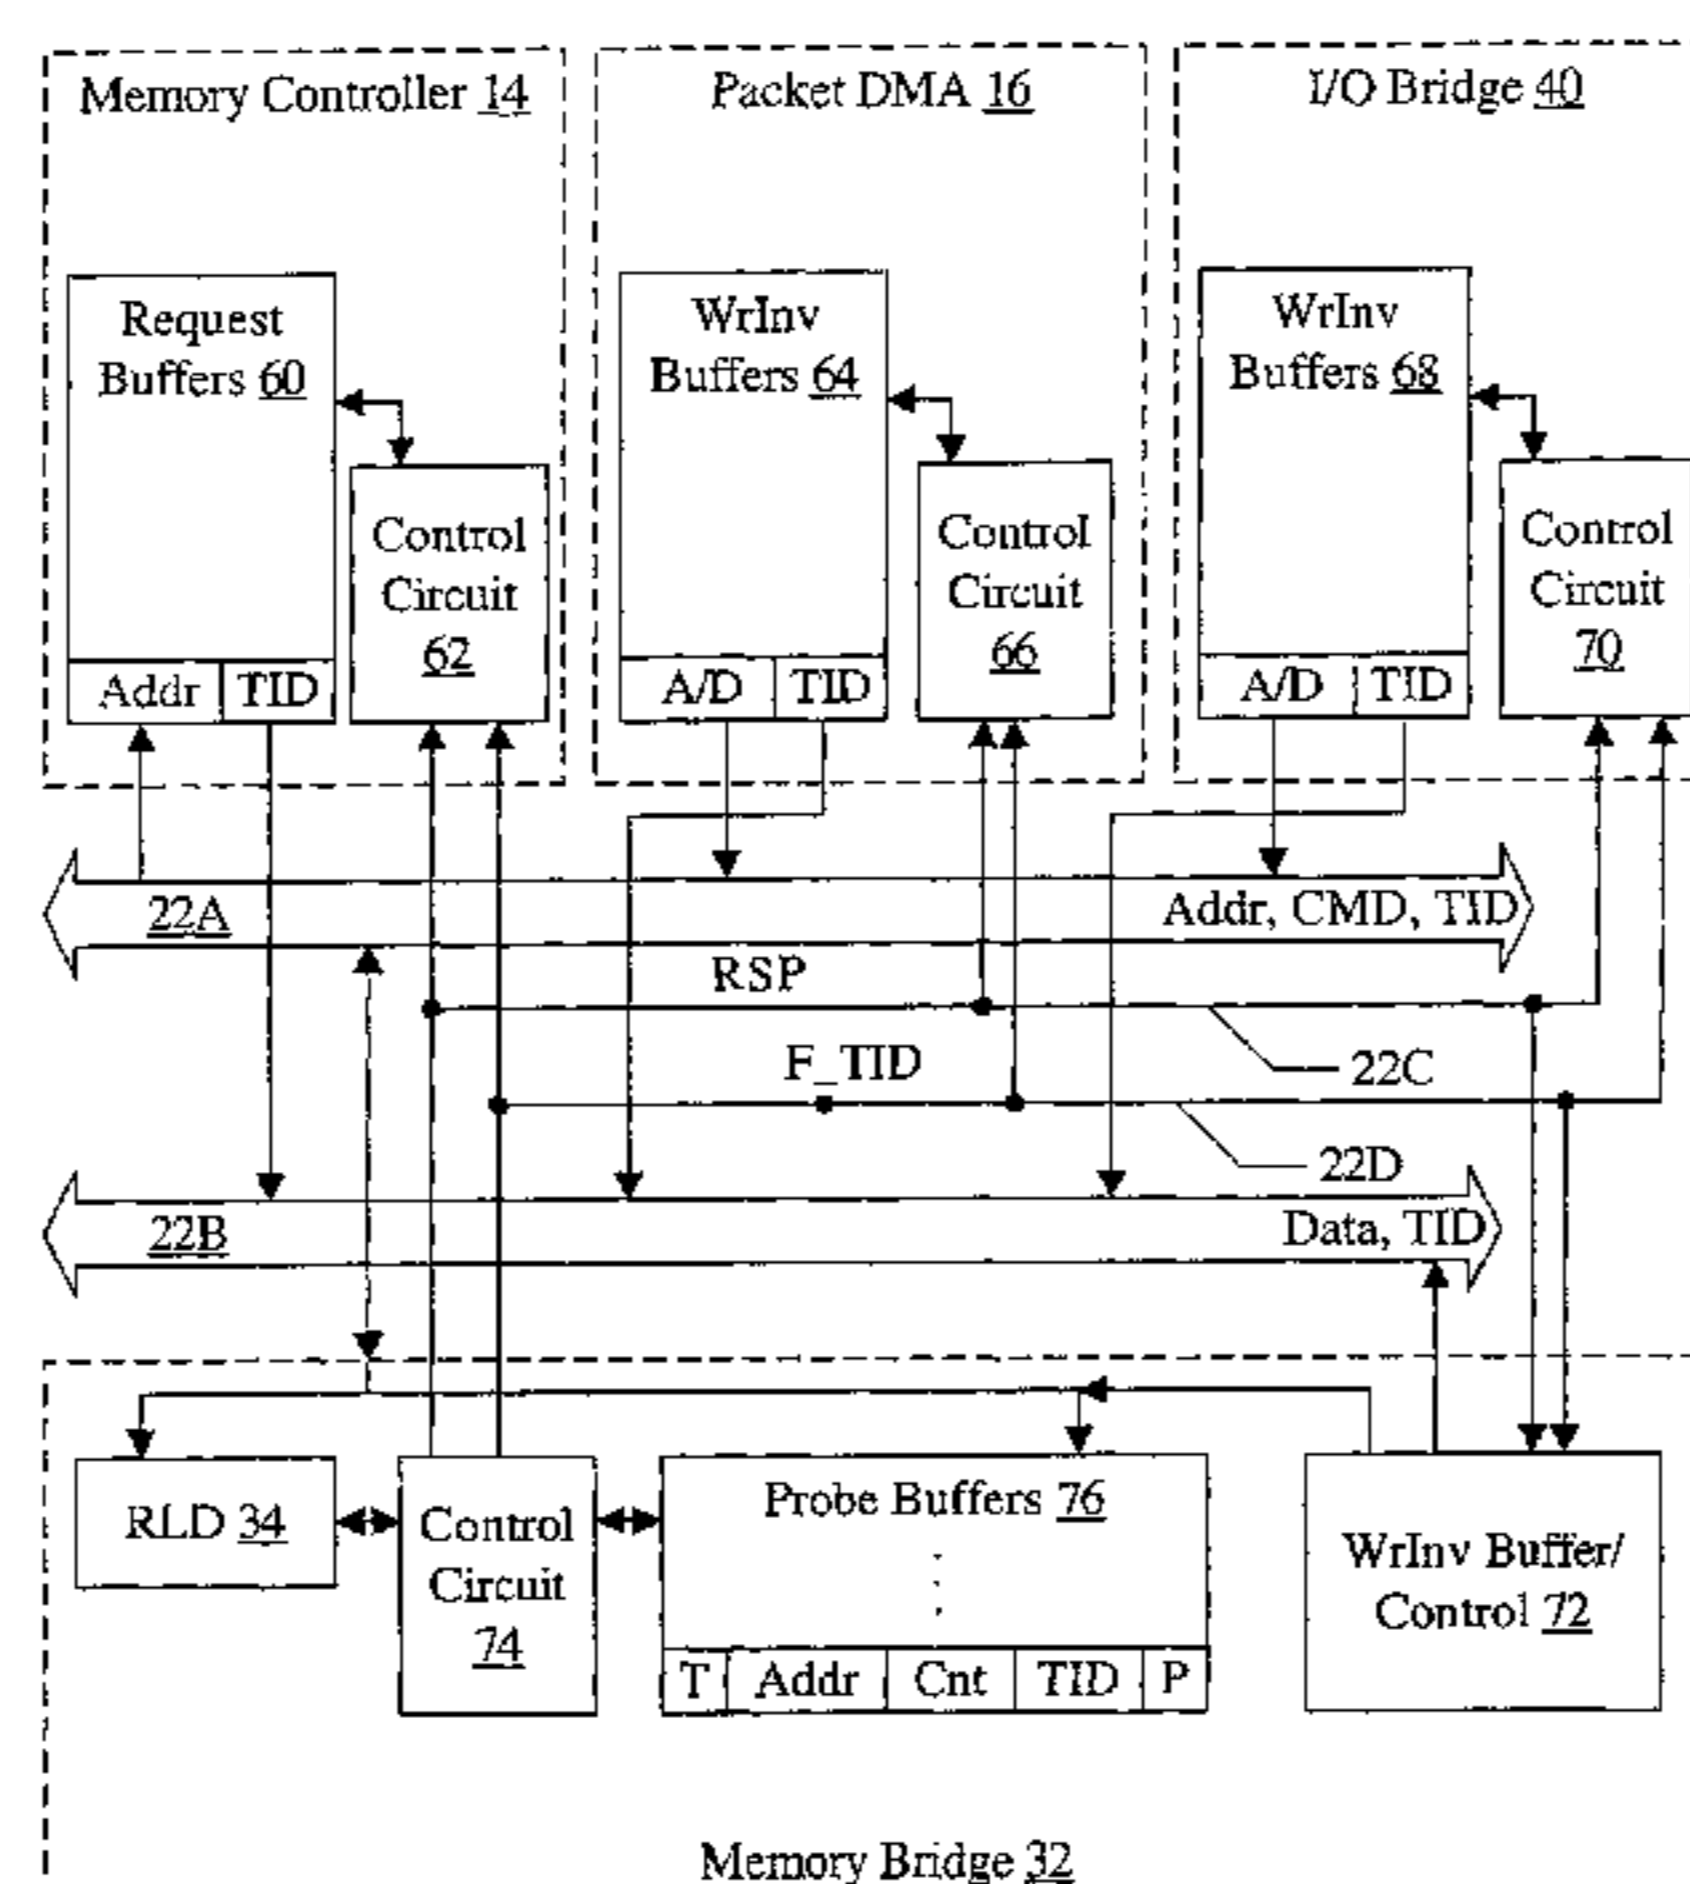 Memory Controller 14
Packet DMA 16
I/O Bridge 40
Request
Buffers 60
WrInv
Buffers 64
WrInv
Buffers 68
Control
Circuit
62
Control
Circuit
66
Control
Circuit
70
Addr TID
A/D TID
A/D TID
22A
Addr, CMD, TID
RSP
22C
F_TID
22D
22B
Data, TID
RLD 34
Control
Circuit
74
Probe Buffers 76
T Addr Cnt TID P
WrInv Buffer/
Control 72
Memory Bridge 32